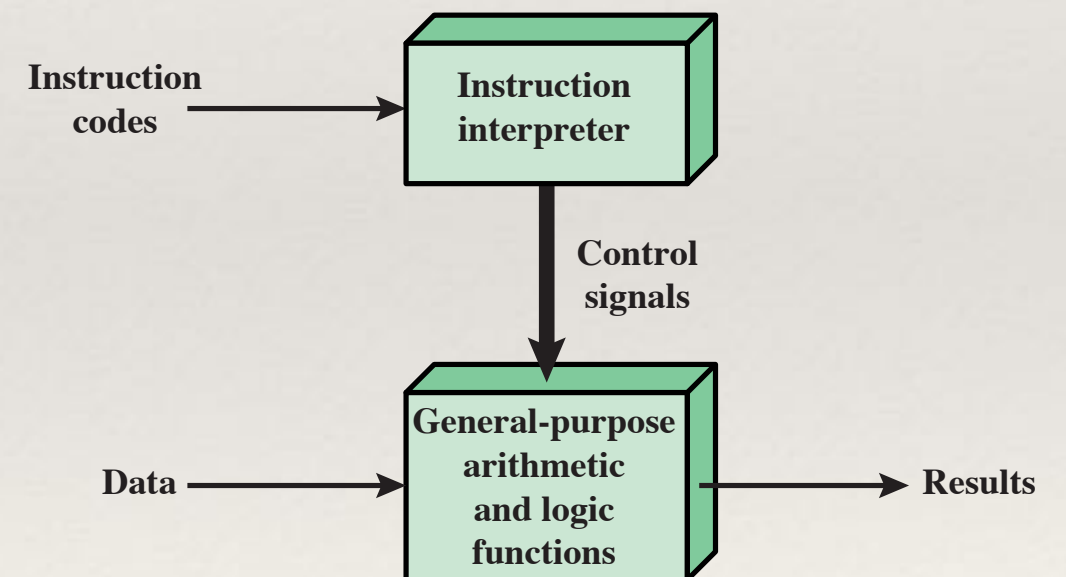 Instruction
codes
Instruction
interpreter
Control
signals
General-purpose
arithmetic
and logic
functions
Data
Results